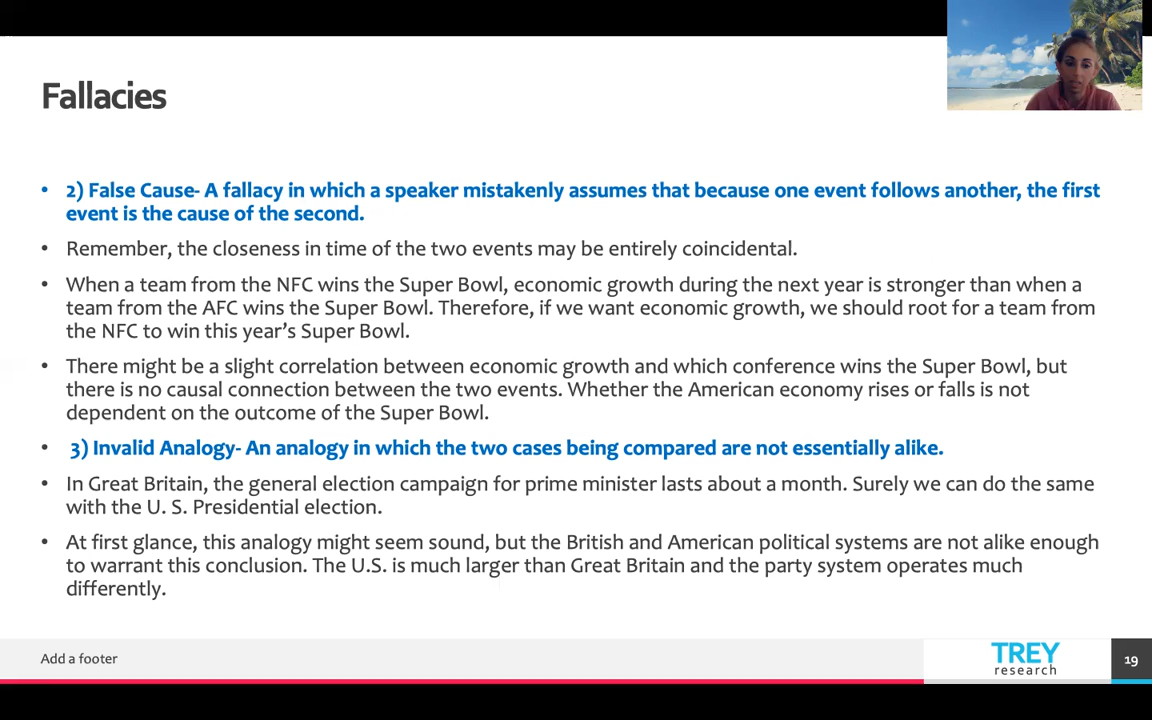 Fallacies
• 2) False Cause- A fallacy in which a speaker mistakenly assumes that because one event follows another, the first
event is the cause of the second.
• Remember, the closeness in time of the two events may be entirely coincidental.
• When a team from the NFC wins the Super Bowl, economic growth during the next year is stronger than when a
team from the AFC wins the Super Bowl. Therefore, if we want economic growth, we should root for a team from
the NFC to win this year’s Super Bowl.
• There might be a slight correlation between economic growth and which conference wins the Super Bowl, but
there is no causal connection between the two events. Whether the American economy rises or falls is not
dependent on the outcome of the Super Bowl.
• 3) Invalid Analogy- An analogy in which the two cases being compared are not essentially alike.
• In Great Britain, the general election campaign for prime minister lasts about a month. Surely we can do the same
with the U. S. Presidential election.
• At first glance, this analogy might seem sound, but the British and American political systems are not alike enough
to warrant this conclusion. The U.S. is much larger than Great Britain and the party system operates much
differently.
Add a footer
TREY
research
19